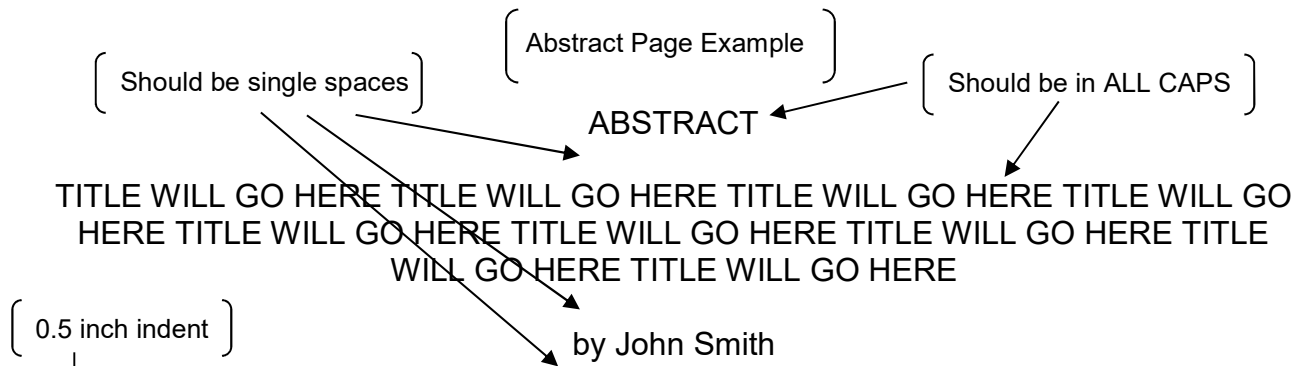 Abstract Page Example
Should be single spaces
Should be in ALL CAPS
ABSTRACT
TITLE WILL GO HERE TITLE WILL GO HERE TITLE WILL GO HERE TITLE WILL GO
HERE TITLE WILL GO HERE TITLE WILL GO HERE TITLE WILL GO HERE TITLE
WILL GO HERE TITLE WILL GO HERE
0.5 inch indent
by John Smith